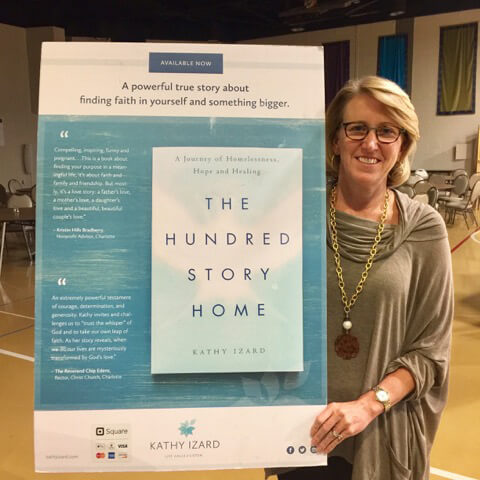 AVAILABLE NOW
A powerful true story about
finding faith in yourself and something bigger.
“
Compelling, inspiring, funny and
poignant. . .This is a book about
finding your purpose in a mean-
ingful life; it's about faith and
family and friendship. But most-
ly, it's a love story: a father's love,
a mother's love, a daughter's
love and a beautiful, beautiful
couple's love."
- Kristin Hills Bradberry,
Nonprofit Advisor, Charlotte
“
An extremely powerful testament
of courage, determination, and
generosity. Kathy invites and chal-
lenges us to "trust the whisper" of
God and to take our own leap of
faith. As her story reveals, when
we do our lives are mysteriously
transformed by God's love."
- The Reverend Chip Edens,
Rector, Christ Church, Charlotte
A Journey of Homelessness,
Hope and Healing
THE
HUNDRED
STORY
HOME
KATHY IZARD
Square
VISA
KATHY IZARD
kathyizard.com